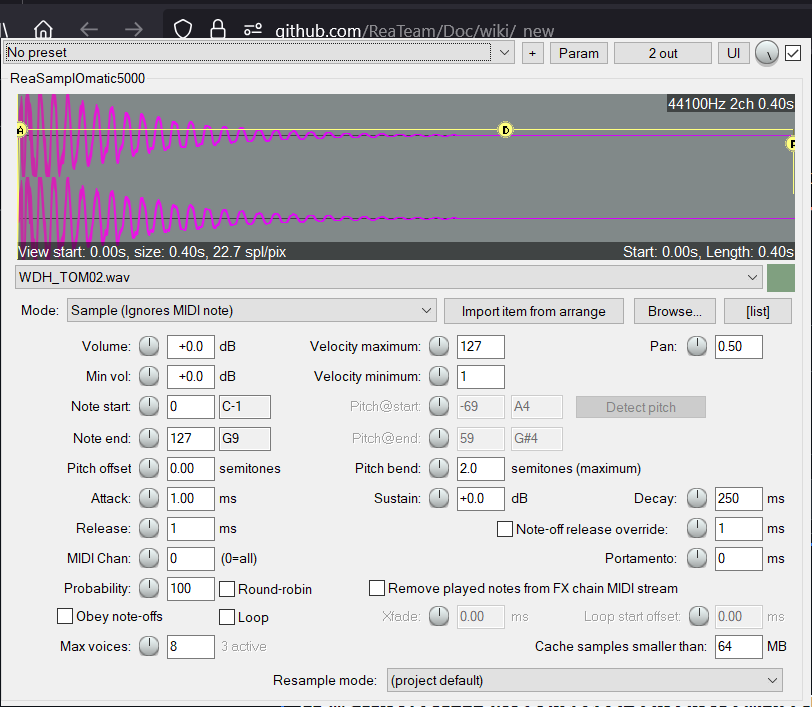 github.com/ReaTeam/Doc/wiki/_new
No preset + Param 2 out UI
ReaSamplOmatic5000
44100Hz 2ch 0.40s
A D
View start: 0.00s, size: 0.40s, 22.7 spl/pix Start: 0.00s, Length: 0.40s
WDH_TOM02.wav
Mode: Sample (Ignores MIDI note) Import item from arrange Browse... [list]
Volume: +0.0 dB Velocity maximum: 127 Pan: 0.50
Min vol: +0.0 dB Velocity minimum: 1
Note start: 0 C-1 Pitch@start: -69 A4 Detect pitch
Note end: 127 G9 Pitch@end: 59 G#4
Pitch offset 0.00 semitones Pitch bend: 2.0 semitones (maximum)
Attack: 1.00 ms Sustain: +0.0 dB Decay: 250 ms
Release: 1 ms Note-off release override: 1 ms
MIDI Chan: 0 (0=all) Portamento: 0 ms
Probability: 100 Round-robin Remove played notes from FX chain MIDI stream
Obey note-offs Loop Xfade: 0.00 ms Loop start offset: 0.00 ms
Max voices: 8 3 active Cache samples smaller than: 64 MB
Resample mode: (project default)